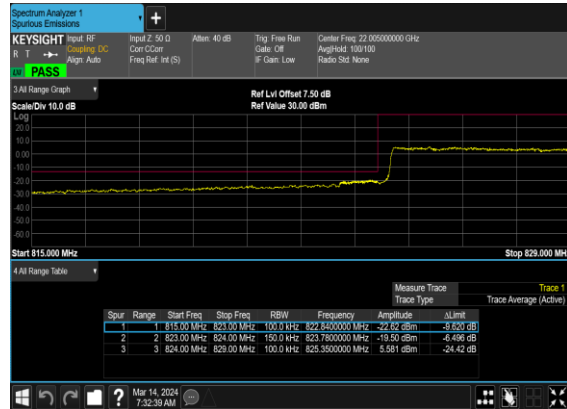 Spectrum Analyzer 1
Spurious Emissions
+
KEYSIGHT Input: RF Input Z: 50 Ω Atten: 40 dB Trig: Free Run Center Freq: 22.005000000 GHz
R T Coupling: DC Corr CCorr Gate: Off Avg|Hold: 100/100
Align: Auto Freq Ref: Int (S) IF Gain: Low Radio Std: None
PASS
3 All Range Graph
Ref Lvl Offset 7.50 dB
Scale/Div 10.0 dB Ref Value 30.00 dBm
Log
20.0
10.0
0.00
-10.0
-20.0
-30.0
-40.0
-50.0
-60.0
Start 815.000 MHz Stop 829.000 MHz
4 All Range Table
Measure Trace Trace 1
Trace Type Trace Average (Active)
Spur Range Start Freq Stop Freq RBW Frequency Amplitude ΔLimit
1 1 815.00 MHz 823.00 MHz 100.0 kHz 822.8400000 MHz -22.62 dBm -9.620 dB
2 2 823.00 MHz 824.00 MHz 150.0 kHz 823.7800000 MHz -19.50 dBm -6.496 dB
3 3 824.00 MHz 829.00 MHz 100.0 kHz 825.3500000 MHz 5.581 dBm -24.42 dB
? Mar 14, 2024
7:32:39 AM